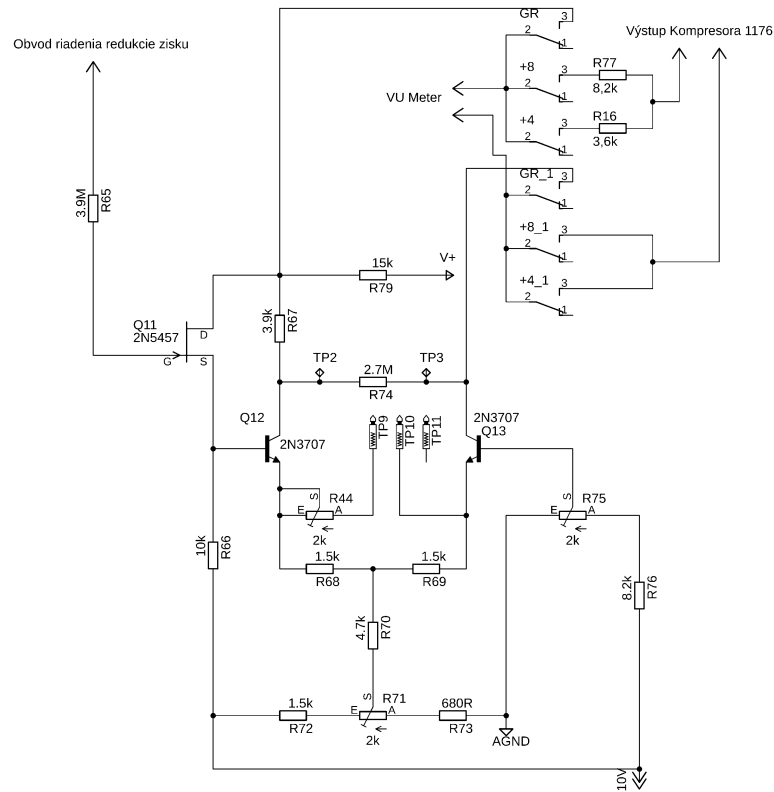 GR
3
2
1
Výstup Kompresora 1176
Obvod riadenia redukcie zisku
+8
3
R77
2
8,2k
1
VU Meter
+4
3
R16
2
3,6k
1
GR_1
3
2
1
3.9M
R65
+8_1
3
2
1
15k
V+
R79
+4_1
3
2
1
Q11
2N5457
D
G
S
3.9k
R67
TP2
TP3
2.7M
R74
Q12
2N3707
TP9
TP10
TP11
2N3707
Q13
S
R44
E
A
2k
S
R75
E
A
2k
10k
R66
1.5k
R68
1.5k
R69
8.2k
R76
4.7k
R70
1.5k
R72
S
R71
E
A
2k
680R
R73
AGND
10V